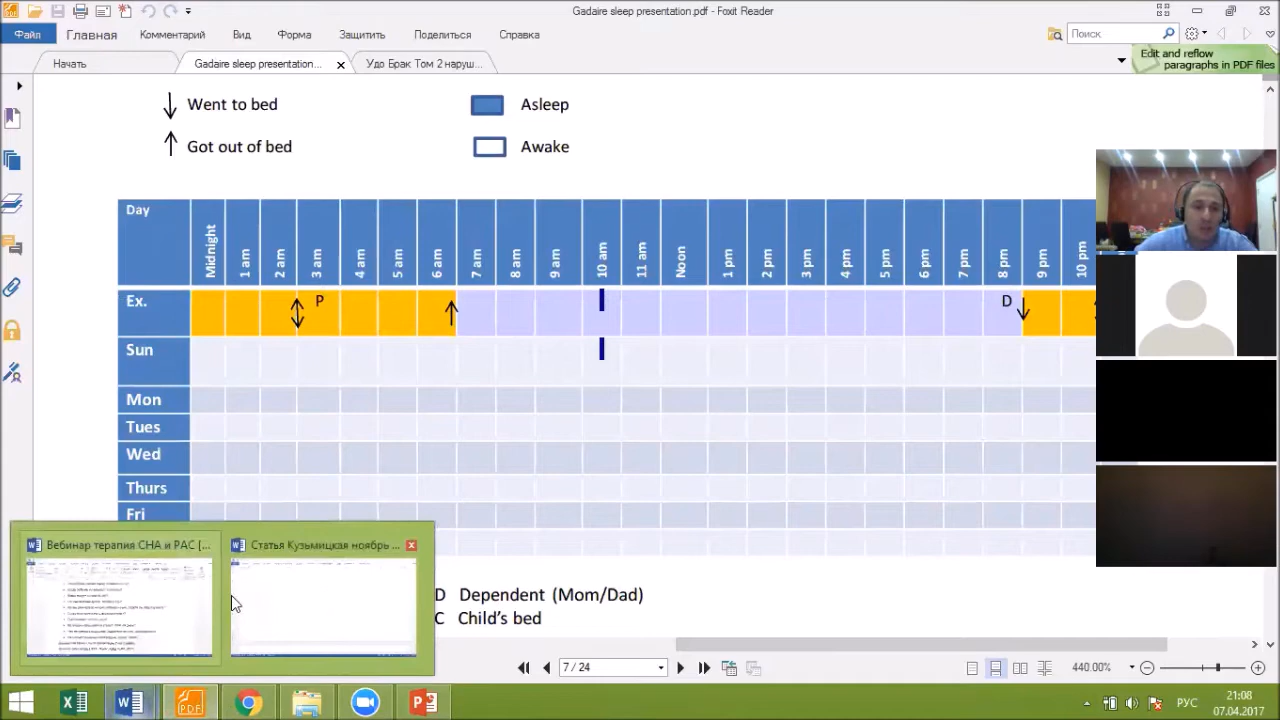 Gadaire sleep presentation.pdf - Foxit Reader
Файл Главная Комментарий Вид Форма Защитить Поделиться Справка Поиск
Начать Gadaire sleep presentation... Удо Брак Том 2+наруш...
Edit and reflow
paragraphs in PDF files
Went to bed Asleep
Got out of bed Awake
Day Midnight 1 am 2 am 3 am 4 am 5 am 6 am 7 am 8 am 9 am 10 am 11 am Noon 1 pm 2 pm 3 pm 4 pm 5 pm 6 pm 7 pm 8 pm 9 pm 10 pm
Ex. P D
Sun
Mon
Tues
Wed
Thurs
Fri
Вебинар терапия СНА и РАС [... Статья Кузьмицкая ноябрь ...
D Dependent (Mom/Dad)
C Child's bed
7 / 24 440.00%
РУС 21:08
07.04.2017